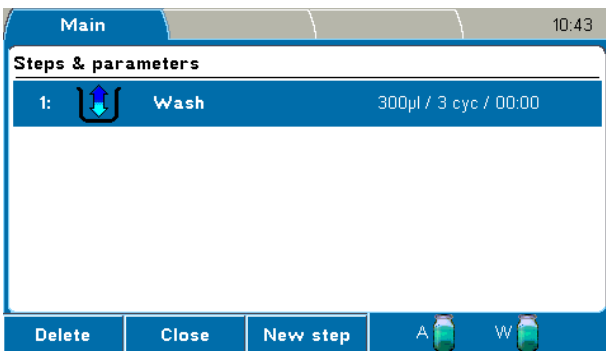 Main 10:43
Steps & parameters
1: Wash 300µl / 3 cyc / 00:00
Delete Close New step A W